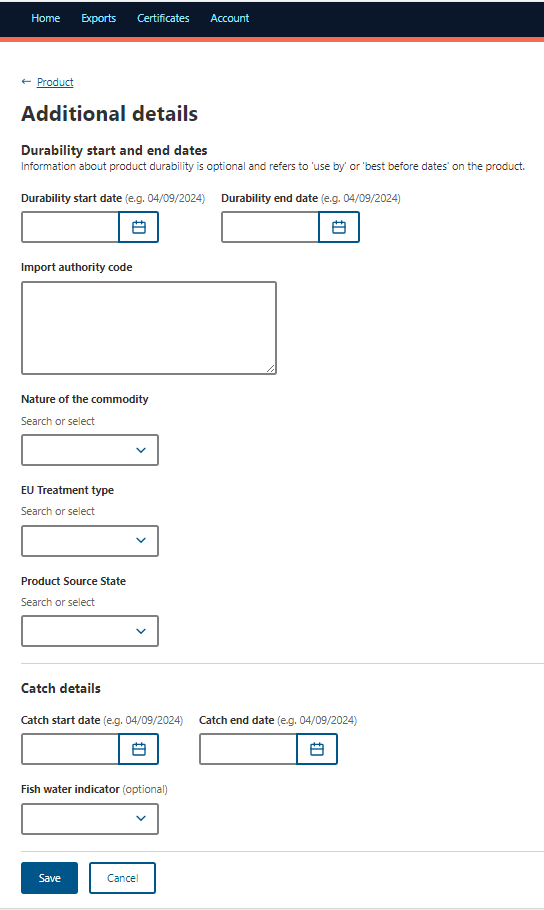 Home Exports Certificates Account
← Product
Additional details
Durability start and end dates
Information about product durability is optional and refers to 'use by' or 'best before dates' on the product.
Durability start date (e.g. 04/09/2024) Durability end date (e.g. 04/09/2024)
Import authority code
Nature of the commodity
Search or select
EU Treatment type
Search or select
Product Source State
Search or select
Catch details
Catch start date (e.g. 04/09/2024) Catch end date (e.g. 04/09/2024)
Fish water indicator (optional)
Save Cancel